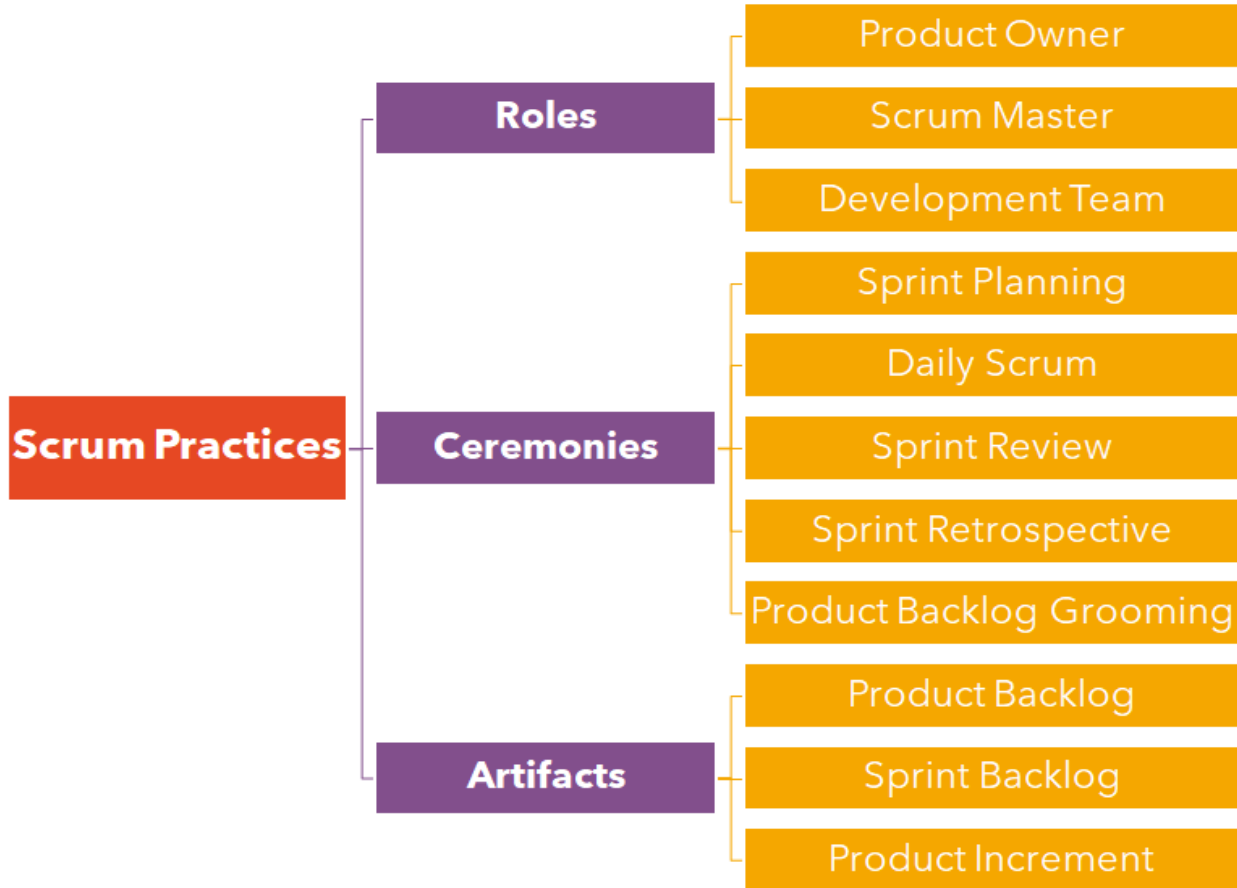 Scrum Practices
Roles
Product Owner
Scrum Master
Development Team
Ceremonies
Sprint Planning
Daily Scrum
Sprint Review
Sprint Retrospective
Product Backlog Grooming
Artifacts
Product Backlog
Sprint Backlog
Product Increment